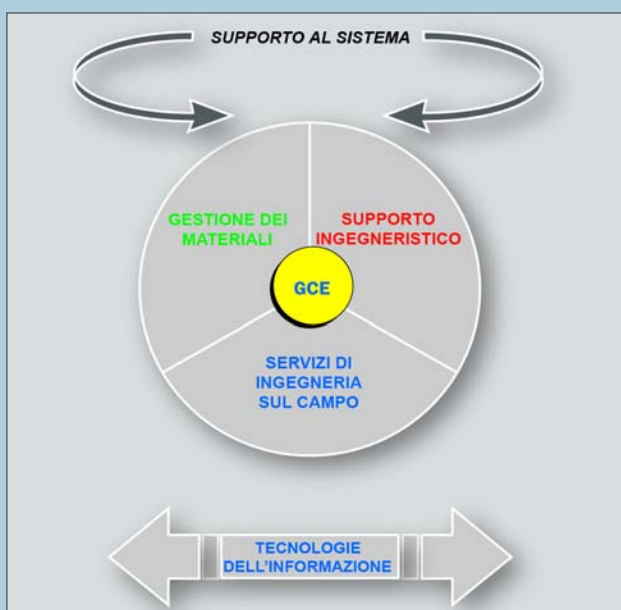 SUPPORTO AL SISTEMA
GESTIONE DEI
MATERIALI
SUPPORTO
INGEGNERISTICO
GCE
SERVIZI DI
INGEGNERIA
SUL CAMPO
TECNOLOGIE
DELL'INFORMAZIONE